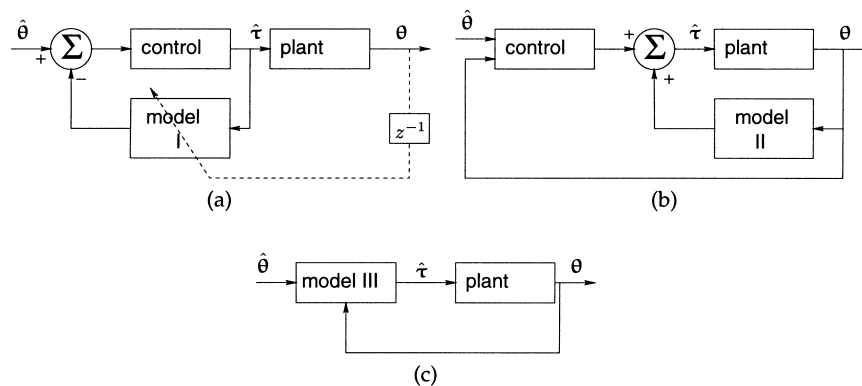 θ̂ + Σ − control τ̂ plant θ
model I
z⁻¹
(a)
θ̂ control + Σ + τ̂ plant θ
model II
(b)
θ̂ model III τ̂ plant θ
(c)